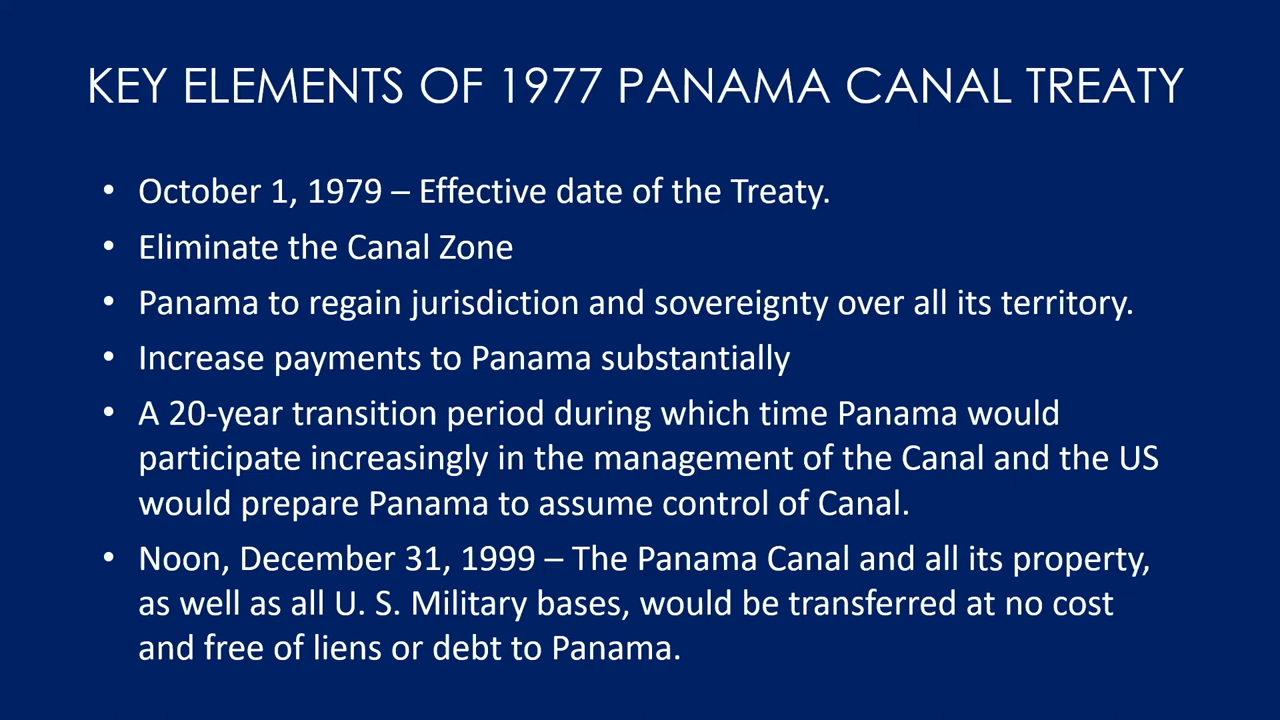 KEY ELEMENTS OF 1977 PANAMA CANAL TREATY
• October 1, 1979 – Effective date of the Treaty.
• Eliminate the Canal Zone
• Panama to regain jurisdiction and sovereignty over all its territory.
• Increase payments to Panama substantially
• A 20-year transition period during which time Panama would
participate increasingly in the management of the Canal and the US
would prepare Panama to assume control of Canal.
• Noon, December 31, 1999 – The Panama Canal and all its property,
as well as all U. S. Military bases, would be transferred at no cost
and free of liens or debt to Panama.